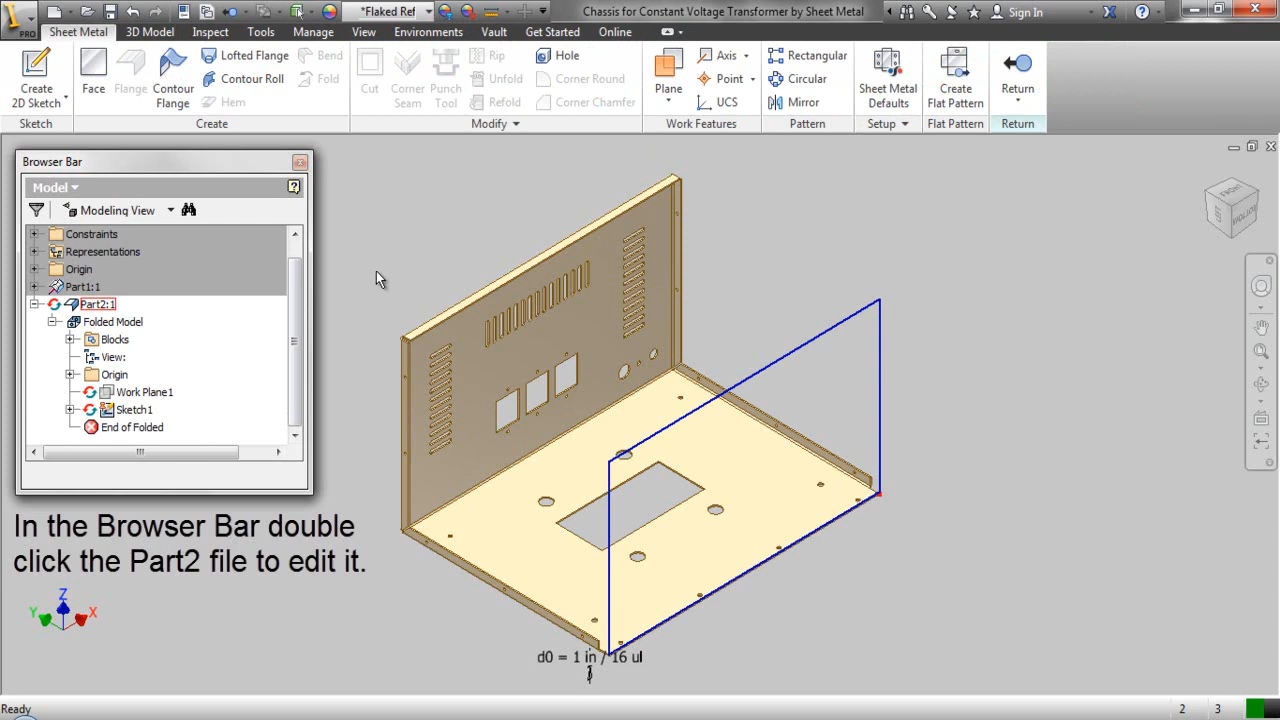 *Flaked Ref
Chassis for Constant Voltage Transformer by Sheet Metal
Sign In
PRO
Sheet Metal
3D Model
Inspect
Tools
Manage
View
Environments
Vault
Get Started
Online
Create
2D Sketch
Face
Flange
Contour
Flange
Lofted Flange
Contour Roll
Hem
Bend
Fold
Cut
Corner
Seam
Punch
Tool
Rip
Unfold
Refold
Hole
Corner Round
Corner Chamfer
Plane
Axis
Point
UCS
Rectangular
Circular
Mirror
Sheet Metal
Defaults
Create
Flat Pattern
Return
Sketch
Create
Modify
Work Features
Pattern
Setup
Flat Pattern
Return
Browser Bar
Model
Modeling View
Constraints
Representations
Origin
Part1:1
Part2:1
Folded Model
Blocks
View:
Origin
Work Plane1
Sketch1
End of Folded
In the Browser Bar double
click the Part2 file to edit it.
Z
Y
X
FRONT
d0 = 1 in / 16 ul
Ready
2
3